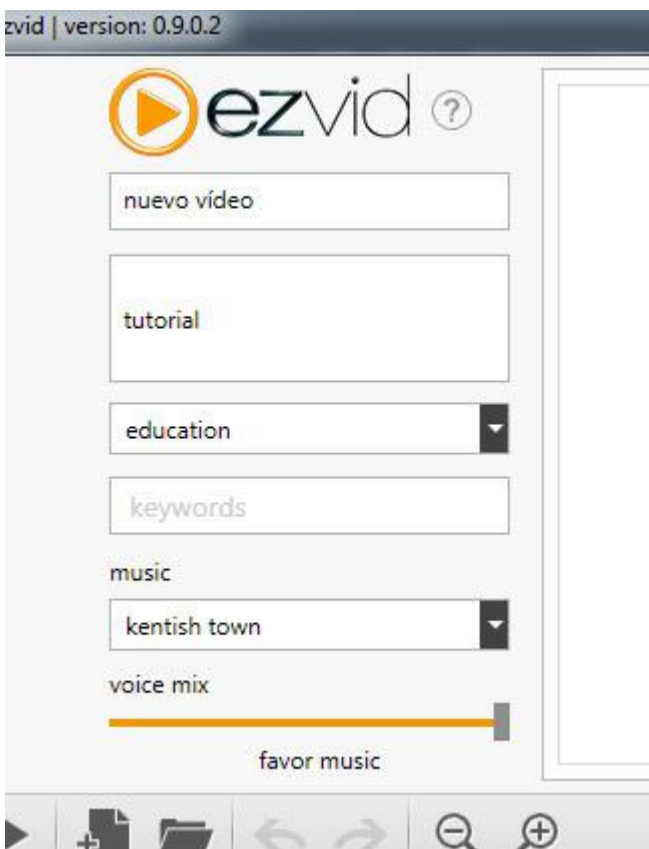 zvid | version: 0.9.0.2
ezvid ?
nuevo vídeo
tutorial
education
keywords
music
kentish town
voice mix
favor music